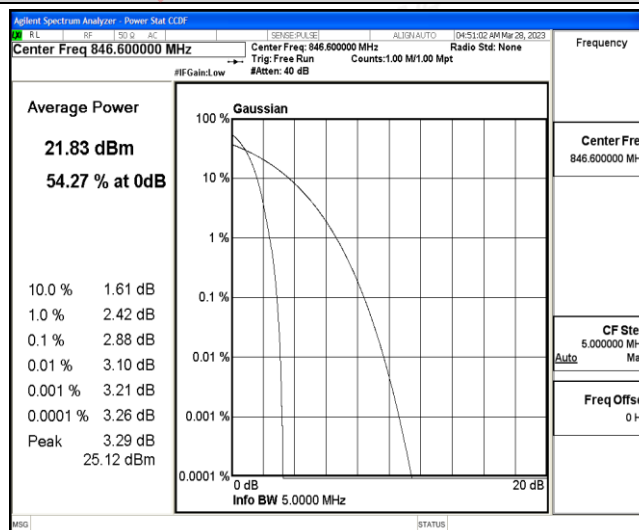 Agilent Spectrum Analyzer - Power Stat CCDF
RL RF 50 Ω AC SENSE:PULSE ALIGN AUTO 04:51:02 AM Mar 28, 2023
Center Freq 846.600000 MHz
Center Freq: 846.600000 MHz Radio Std: None
Trig: Free Run Counts:1.00 M/1.00 Mpt
#IFGain:Low #Atten: 40 dB
Frequency
Average Power
21.83 dBm
54.27 % at 0dB
10.0 % 1.61 dB
1.0 % 2.42 dB
0.1 % 2.88 dB
0.01 % 3.10 dB
0.001 % 3.21 dB
0.0001 % 3.26 dB
Peak 3.29 dB
25.12 dBm
Gaussian
100 %
10 %
1 %
0.1 %
0.01 %
0.001 %
0.0001 %
0 dB 20 dB
Info BW 5.0000 MHz
Center Fre
846.600000 MH
CF Ste
5.000000 MH
Auto Ma
Freq Offse
0 H
MSG STATUS